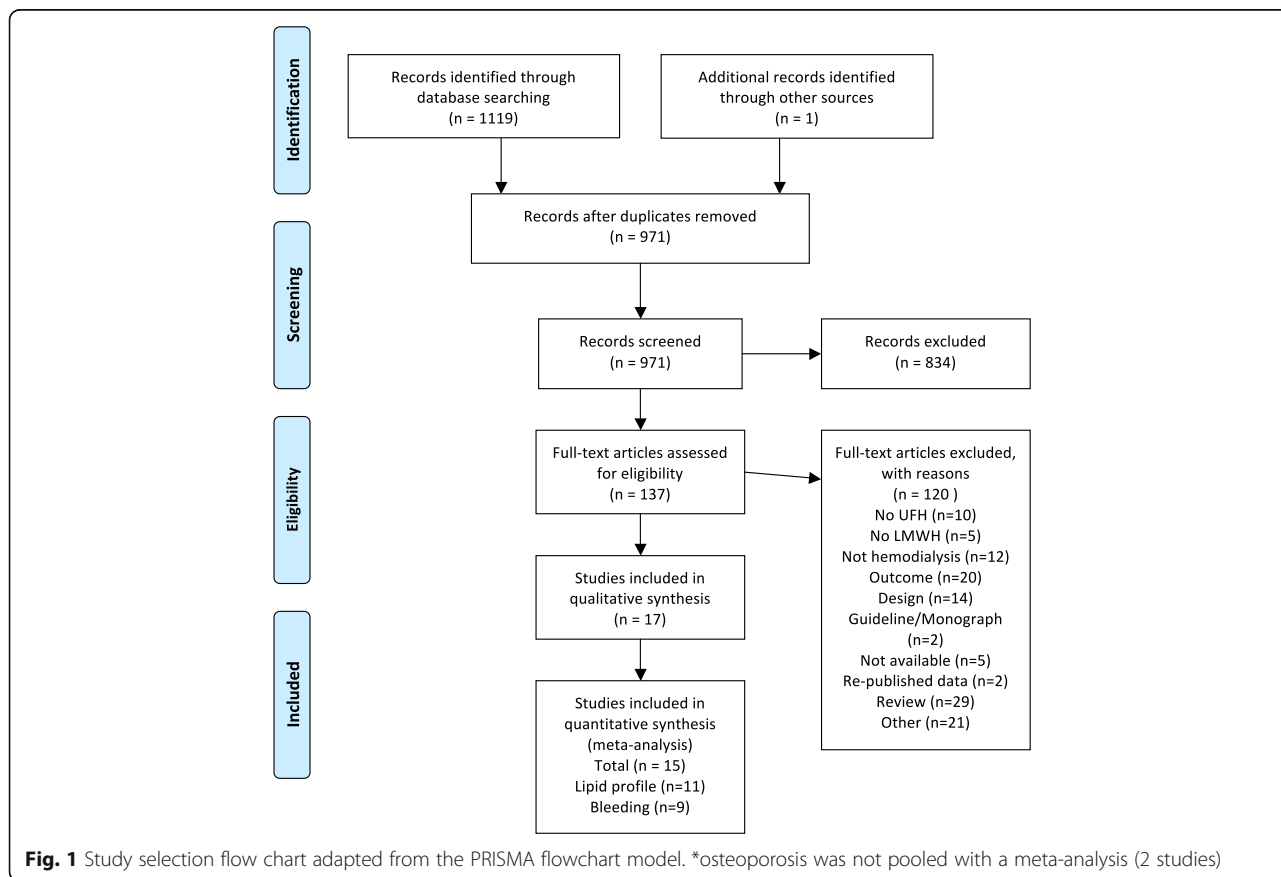 Identification
Records identified through
database searching
(n = 1119)
Additional records identified
through other sources
(n = 1)
Records after duplicates removed
(n = 971)
Screening
Records screened
(n = 971)
Records excluded
(n = 834)
Eligibility
Full-text articles assessed
for eligibility
(n = 137)
Full-text articles excluded,
with reasons
(n = 120 )
No UFH (n=10)
No LMWH (n=5)
Not hemodialysis (n=12)
Outcome (n=20)
Design (n=14)
Guideline/Monograph
(n=2)
Not available (n=5)
Re-published data (n=2)
Review (n=29)
Other (n=21)
Studies included in
qualitative synthesis
(n = 17)
Included
Studies included in
quantitative synthesis
(meta-analysis)
Total (n = 15)
Lipid profile (n=11)
Bleeding (n=9)
Fig. 1 Study selection flow chart adapted from the PRISMA flowchart model. *osteoporosis was not pooled with a meta-analysis (2 studies)